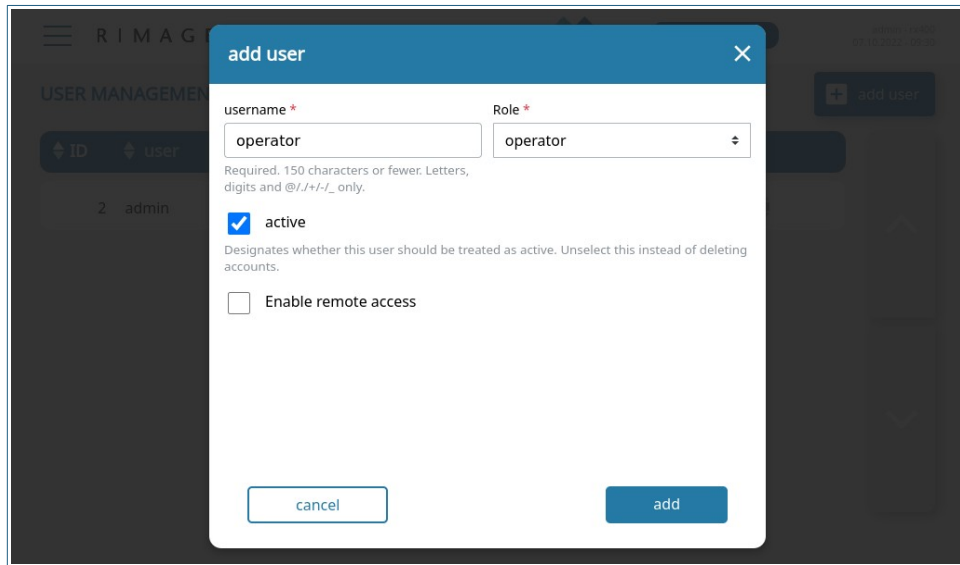 RIMAG
add user
USER MANAGEMEN
add user
ID
user
username *
Role *
operator
operator
Required. 150 characters or fewer. Letters,
digits and @/./+/-/_ only.
2 admin
active
Designates whether this user should be treated as active. Unselect this instead of deleting
accounts.
Enable remote access
cancel
add